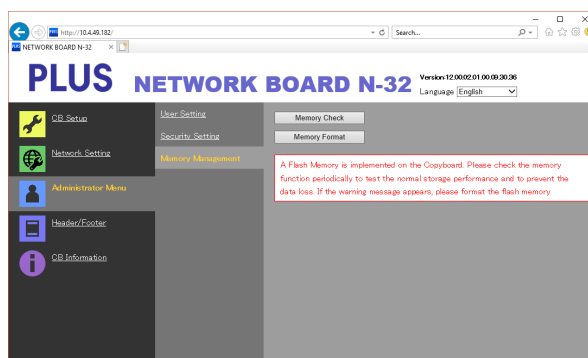 http://10.4.49.182/
Search...
PLUS NETWORK BOARD N-32
PLUS NETWORK BOARD N-32
Version-12.00.02.01.00.09.30.36
Language English
CB Setup
Network Setting
Administrator Menu
Header/Footer
CB Information
User Setting
Security Setting
Memory Management
Memory Check
Memory Format
A Flash Memory is implemented on the Copyboard. Please check the memory
function periodically to test the normal storage performance and to prevent the
data loss. If the warning message appears, please format the flash memory.